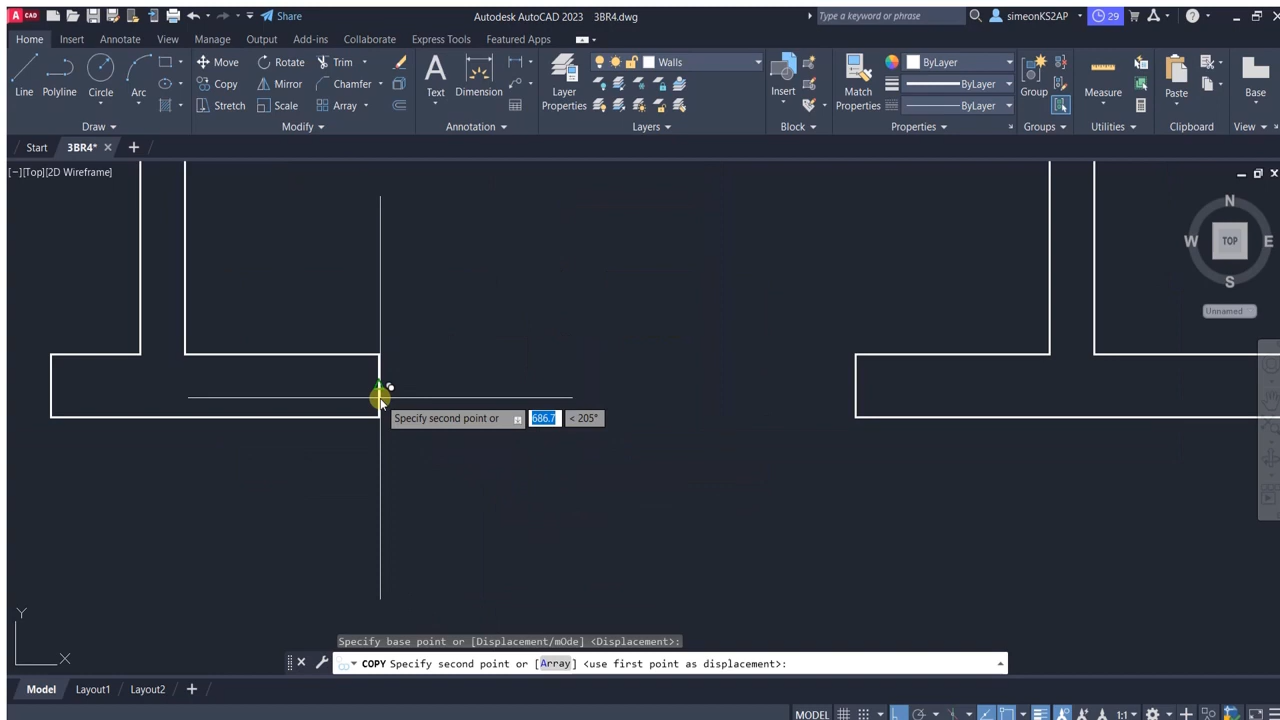 A CAD Share Autodesk AutoCAD 2023 3BR4.dwg Type a keyword or phrase simeonKS2AP 29
Home Insert Annotate View Manage Output Add-ins Collaborate Express Tools Featured Apps
Line Polyline Circle Arc Move Rotate Trim Text Dimension Layer Properties Walls Insert Match Properties ByLayer Group Measure Paste Base
Copy Mirror Chamfer ByLayer
Stretch Scale Array ByLayer
Draw Modify Annotation Layers Block Properties Groups Utilities Clipboard View
Start 3BR4*
[−][Top][2D Wireframe]
N
W TOP E
S
Unnamed
Specify second point or 686.7 < 205°
Y
X
Specify base point or [Displacement/mOde] <Displacement>:
COPY Specify second point or [Array] <use first point as displacement>:
Model Layout1 Layout2
MODEL 1:1